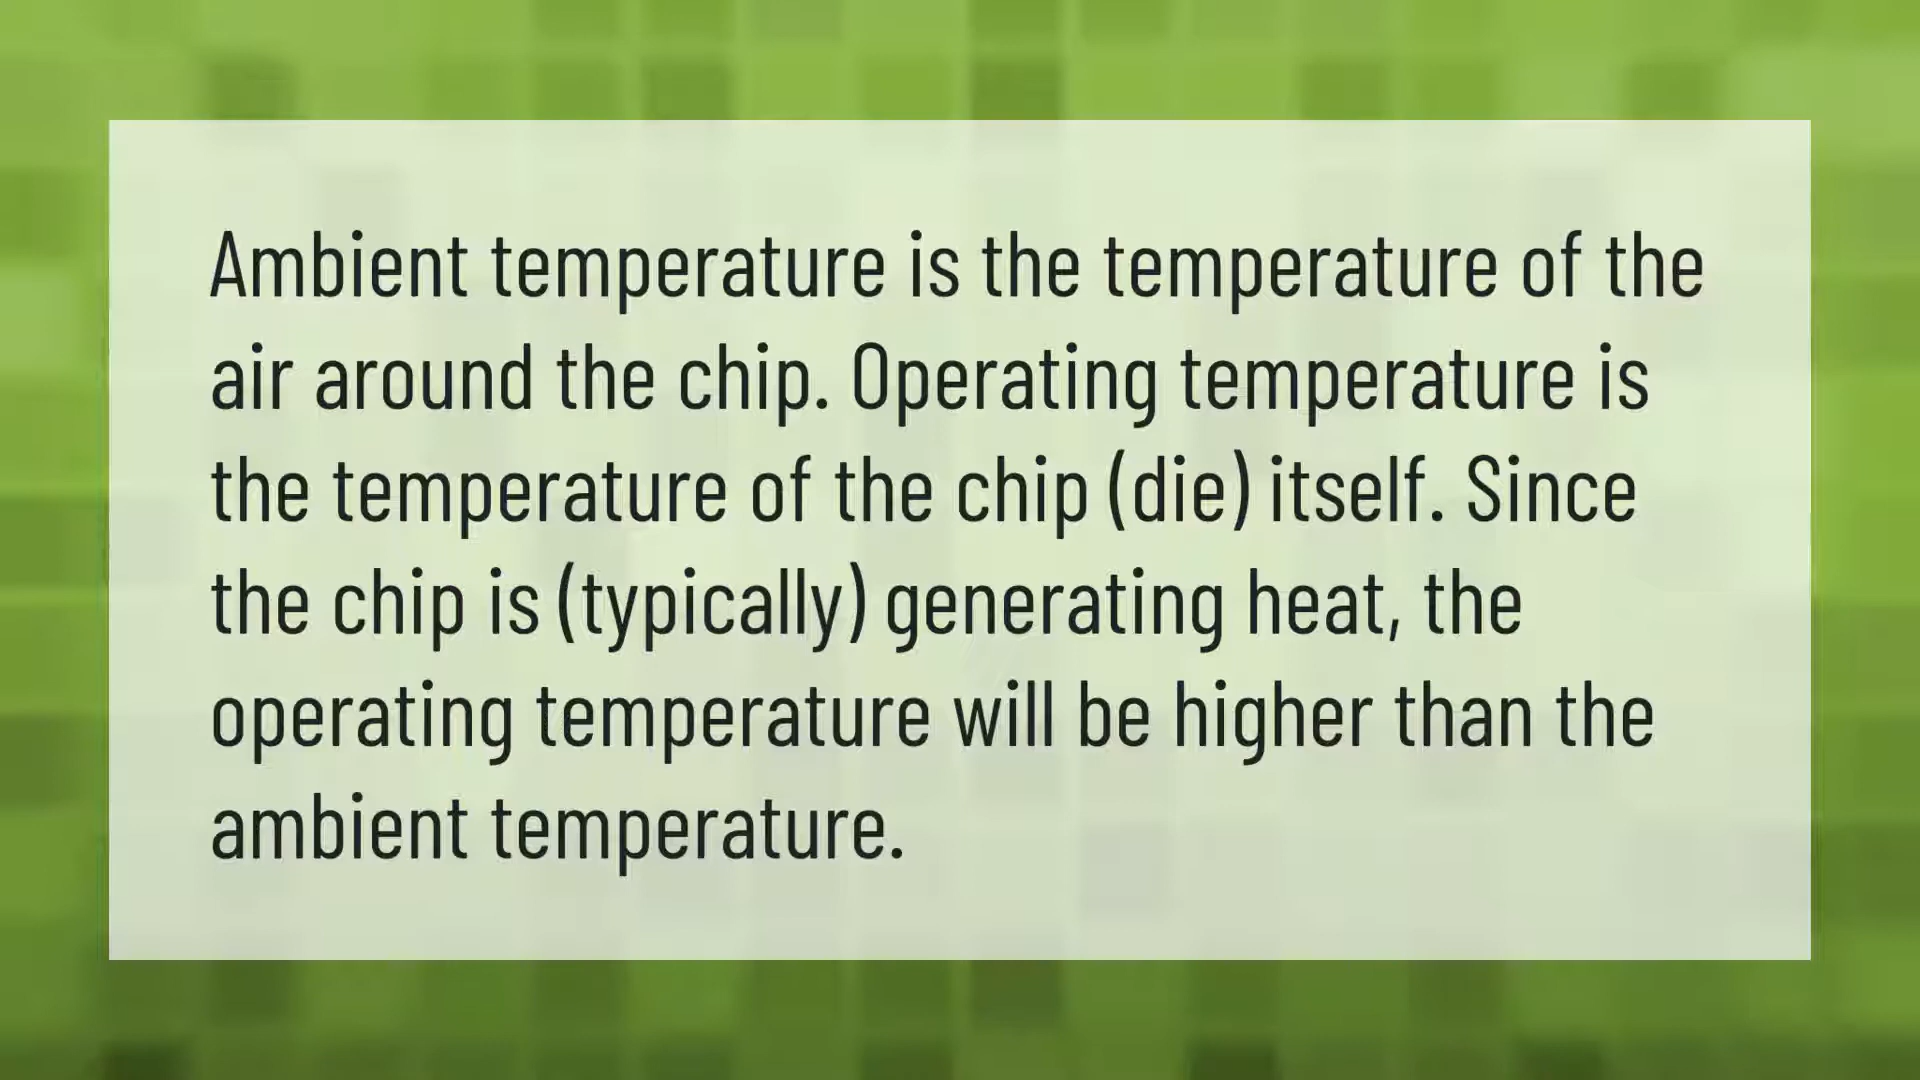 Ambient temperature is the temperature of the
air around the chip. Operating temperature is
the temperature of the chip (die) itself. Since
the chip is (typically) generating heat, the
operating temperature will be higher than the
ambient temperature.